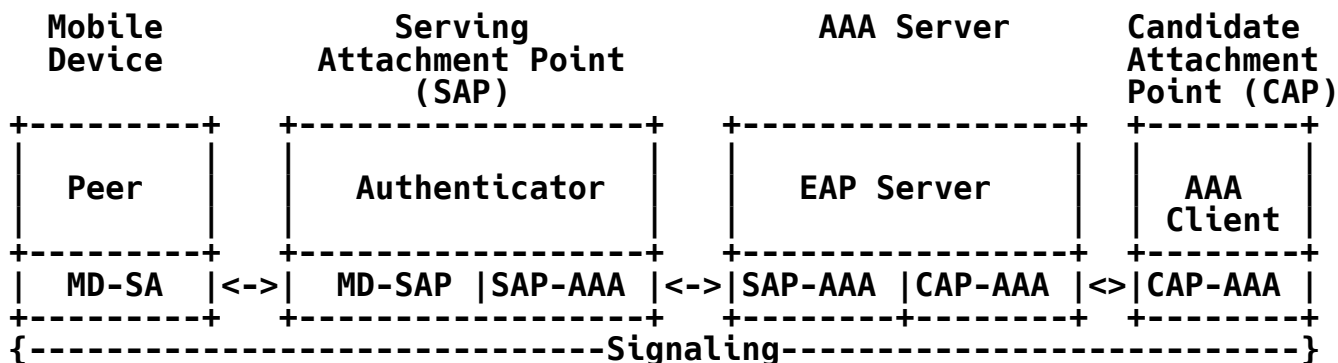 Mobile            Serving            AAA Server      Candidate
Device        Attachment Point                       Attachment
                   (SAP)                             Point (CAP)
+---------+   +------------------+   +-----------------+  +--------+
|         |   |                  |   |                 |  |        |
|  Peer   |   |   Authenticator  |   |   EAP Server    |  |  AAA   |
|         |   |                  |   |                 |  | Client |
+---------+   +------------------+   +-----------------+  +--------+
|  MD-SA  |<->|  MD-SAP |SAP-AAA |<->|SAP-AAA |CAP-AAA |<>|CAP-AAA |
+---------+   +------------------+   +--------+--------+  +--------+
{-----------------------------Signaling-------------------------}